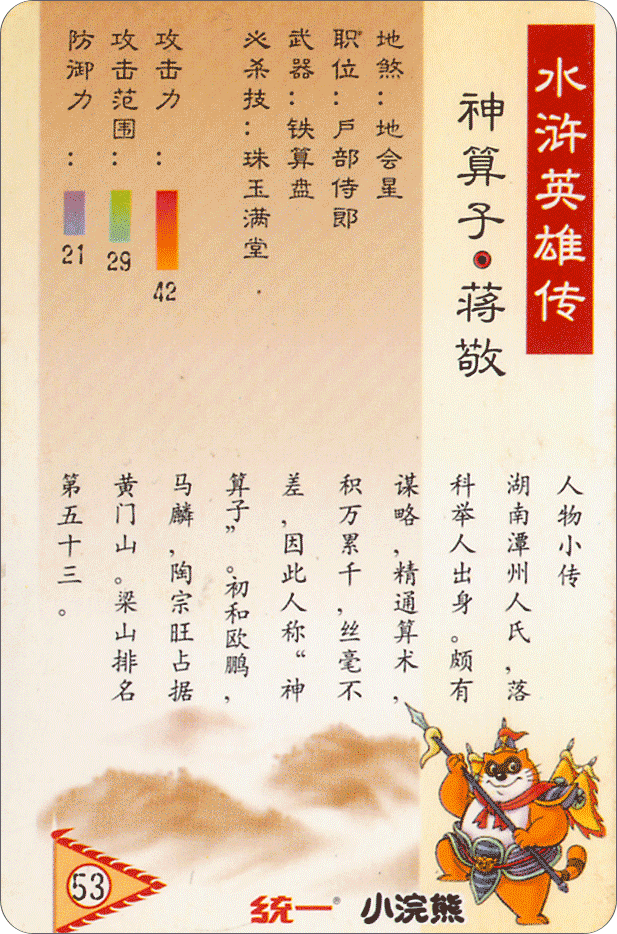 水浒英雄传
神算子·蒋敬
地煞：地会星
职位：户部侍郎
武器：铁算盘
必杀技：珠玉满堂
攻击力：42
攻击范围：29
防御力：21
人物小传
湖南潭州人氏，落
科举人出身。颇有
谋略，精通算术，
积万累千，丝毫不
差，因此人称“神
算子”。初和欧鹏，
马麟，陶宗旺占据
黄门山。梁山排名
第五十三。
53
统一® 小浣熊